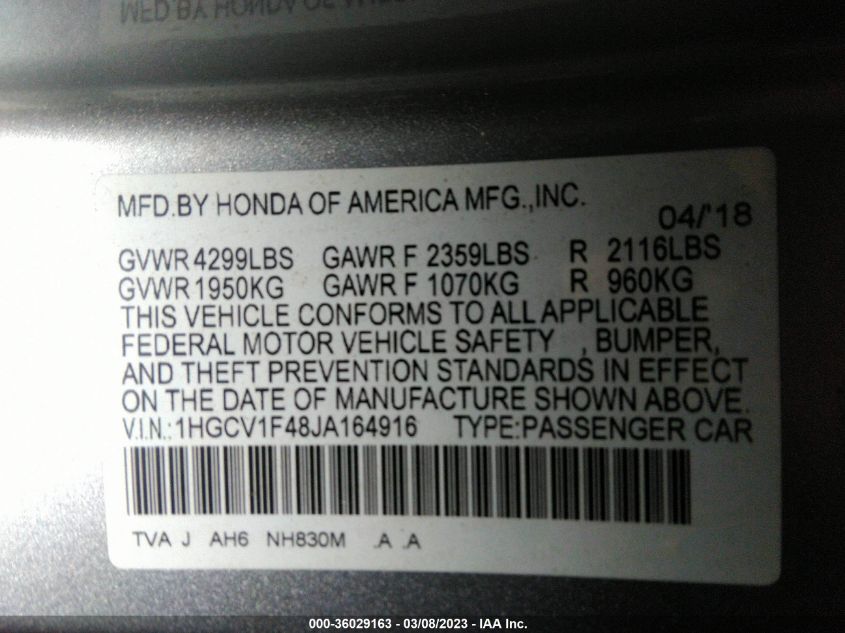 MFD.BY HONDA OF AMERICA MFG.,INC.
04/'18
GVWR 4299LBS GAWR F 2359LBS R 2116LBS
GVWR 1950KG GAWR F 1070KG R 960KG
THIS VEHICLE CONFORMS TO ALL APPLICABLE
FEDERAL MOTOR VEHICLE SAFETY , BUMPER,
AND THEFT PREVENTION STANDARDS IN EFFECT
ON THE DATE OF MANUFACTURE SHOWN ABOVE.
V.I.N.:1HGCV1F48JA164916 TYPE:PASSENGER CAR
TVA J AH6 NH830M .A .A
000-36029163 - 03/08/2023 - IAA Inc.